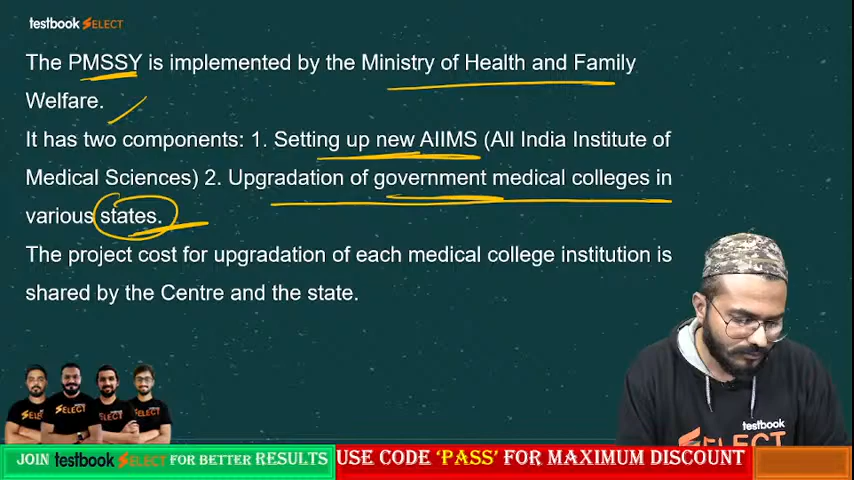 testbook SELECT
The PMSSY is implemented by the Ministry of Health and Family
Welfare.
It has two components: 1. Setting up new AIIMS (All India Institute of
Medical Sciences) 2. Upgradation of government medical colleges in
various states.
The project cost for upgradation of each medical college institution is
shared by the Centre and the state.
SELECT
SELECT
testbook
SELECT
JOIN testbook SELECT FOR BETTER RESULTS USE CODE ‘PASS’ FOR MAXIMUM DISCOUNT